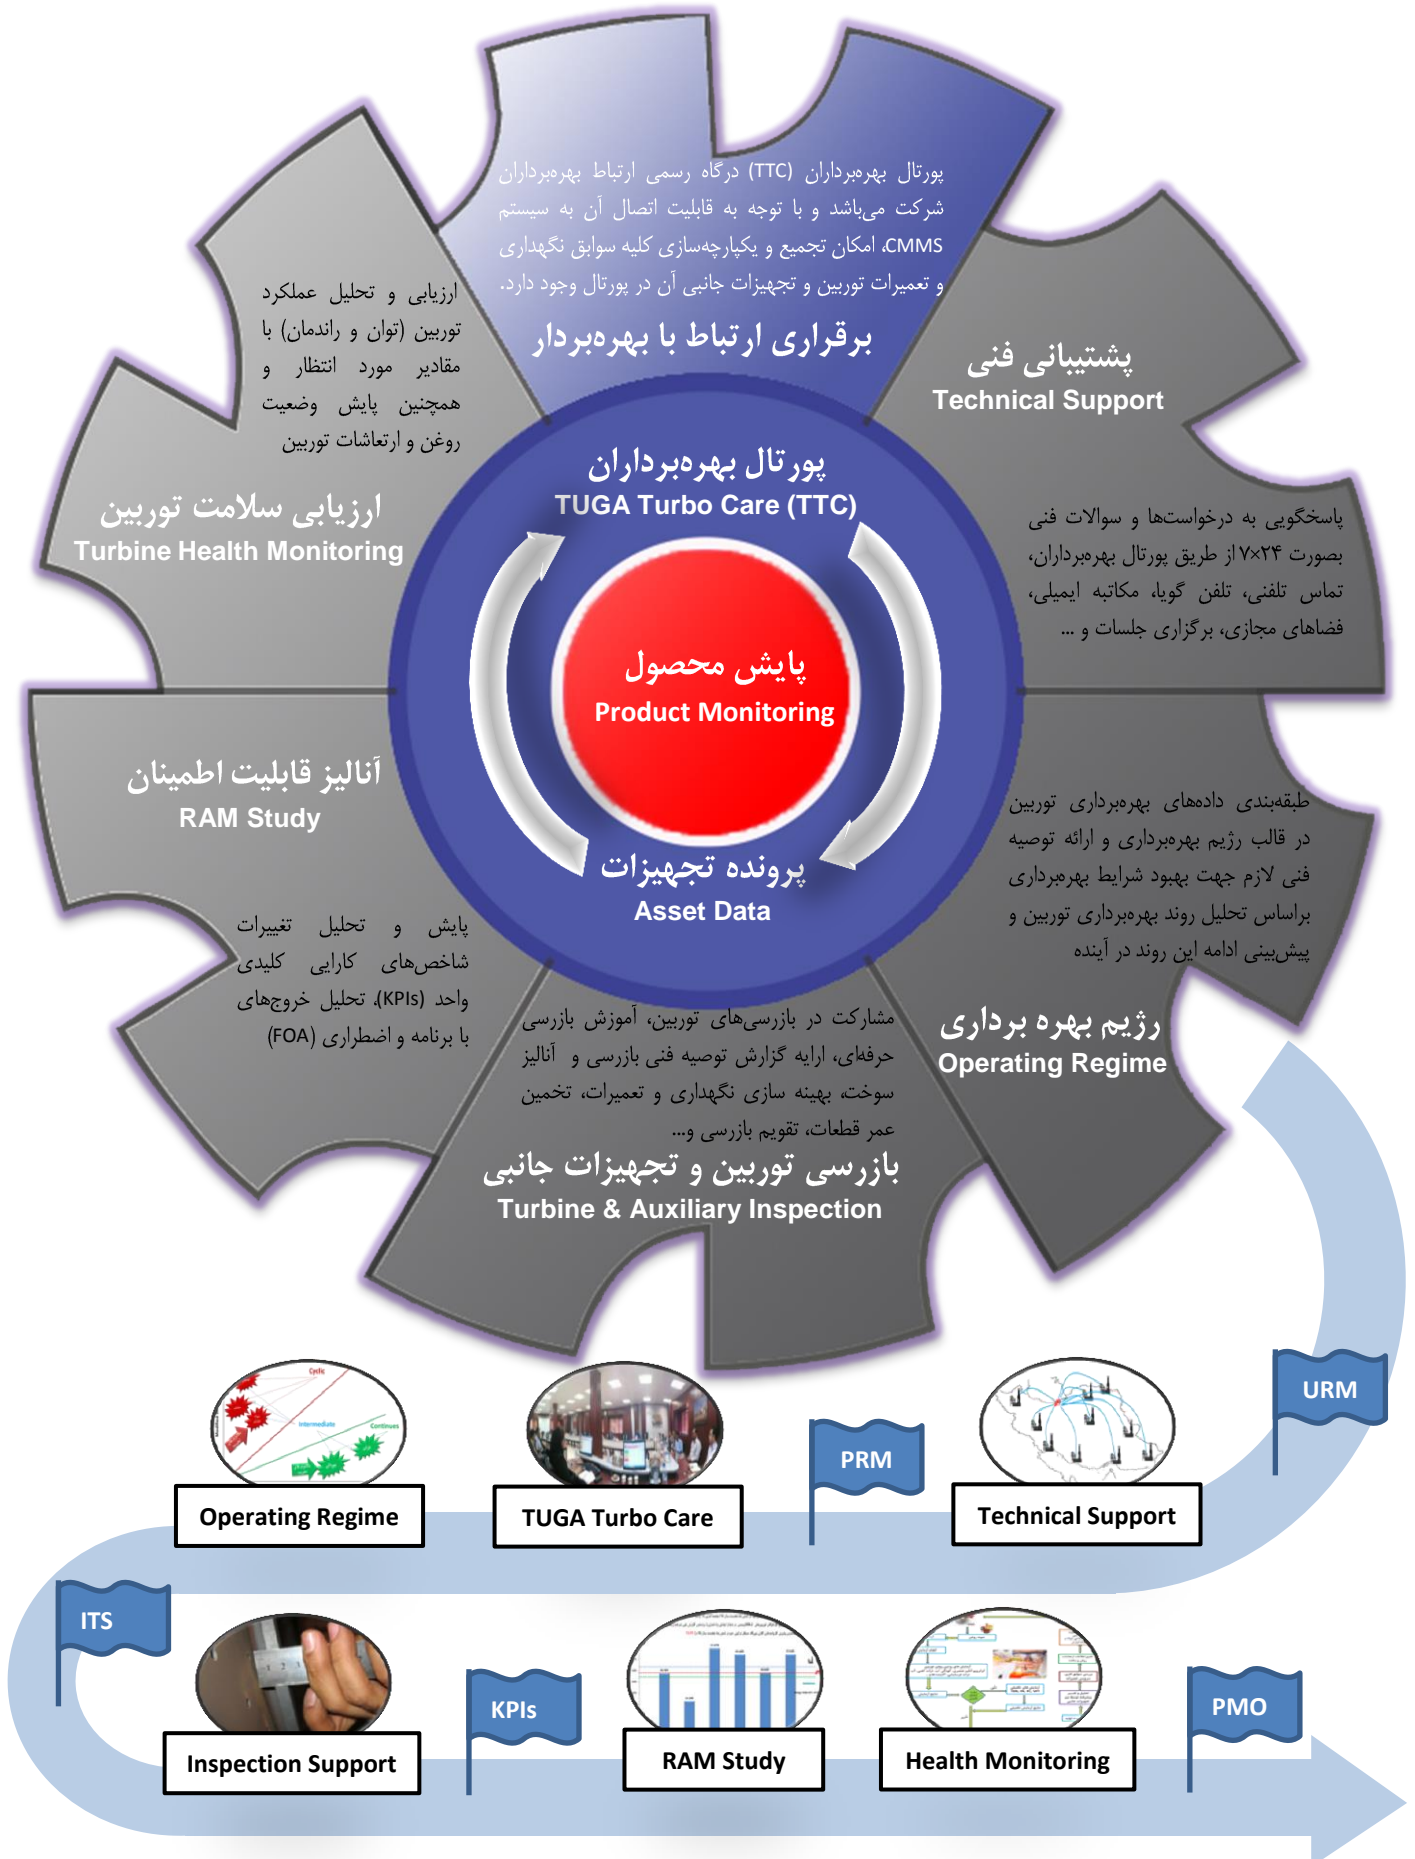 پورتال بهره‌برداران (TTC) درگاه رسمی ارتباط بهره‌برداران
شرکت می‌باشد و با توجه به قابلیت اتصال آن به سیستم
CMMS، امکان تجمیع و یکپارچه‌سازی کلیه سوابق نگهداری
و تعمیرات توربین و تجهیزات جانبی آن در پورتال وجود دارد.
برقراری ارتباط با بهره‌بردار
پشتیبانی فنی
Technical Support
پاسخگویی به درخواست‌ها و سوالات فنی
بصورت ۲۴×۷ از طریق پورتال بهره‌برداران،
تماس تلفنی، تلفن گویا، مکاتبه ایمیلی،
فضاهای مجازی، برگزاری جلسات و ...
ارزیابی و تحلیل عملکرد
توربین (توان و راندمان) با
مقادیر مورد انتظار و
همچنین پایش وضعیت
روغن و ارتعاشات توربین
ارزیابی سلامت توربین
Turbine Health Monitoring
پورتال بهره‌برداران
TUGA Turbo Care (TTC)
پایش محصول
Product Monitoring
پرونده تجهیزات
Asset Data
آنالیز قابلیت اطمینان
RAM Study
پایش و تحلیل تغییرات
شاخص‌های کارایی کلیدی
واحد (KPIs)، تحلیل خروج‌های
با برنامه و اضطراری (FOA)
طبقه‌بندی داده‌های بهره‌برداری توربین
در قالب رژیم بهره‌برداری و ارائه توصیه
فنی لازم جهت بهبود شرایط بهره‌برداری
براساس تحلیل روند بهره‌برداری توربین و
پیش‌بینی ادامه این روند در آینده
رژیم بهره برداری
Operating Regime
مشارکت در بازرسی‌های توربین، آموزش بازرسی
حرفه‌ای، ارایه گزارش توصیه فنی بازرسی و آنالیز
سوخت، بهینه سازی نگهداری و تعمیرات، تخمین
عمر قطعات، تقویم بازرسی و...
بازرسی توربین و تجهیزات جانبی
Turbine & Auxiliary Inspection
URM
Cyclic
Intermediate
Continues
Operating Regime
TUGA Turbo Care
PRM
Technical Support
ITS
Inspection Support
KPIs
RAM Study
Health Monitoring
PMO